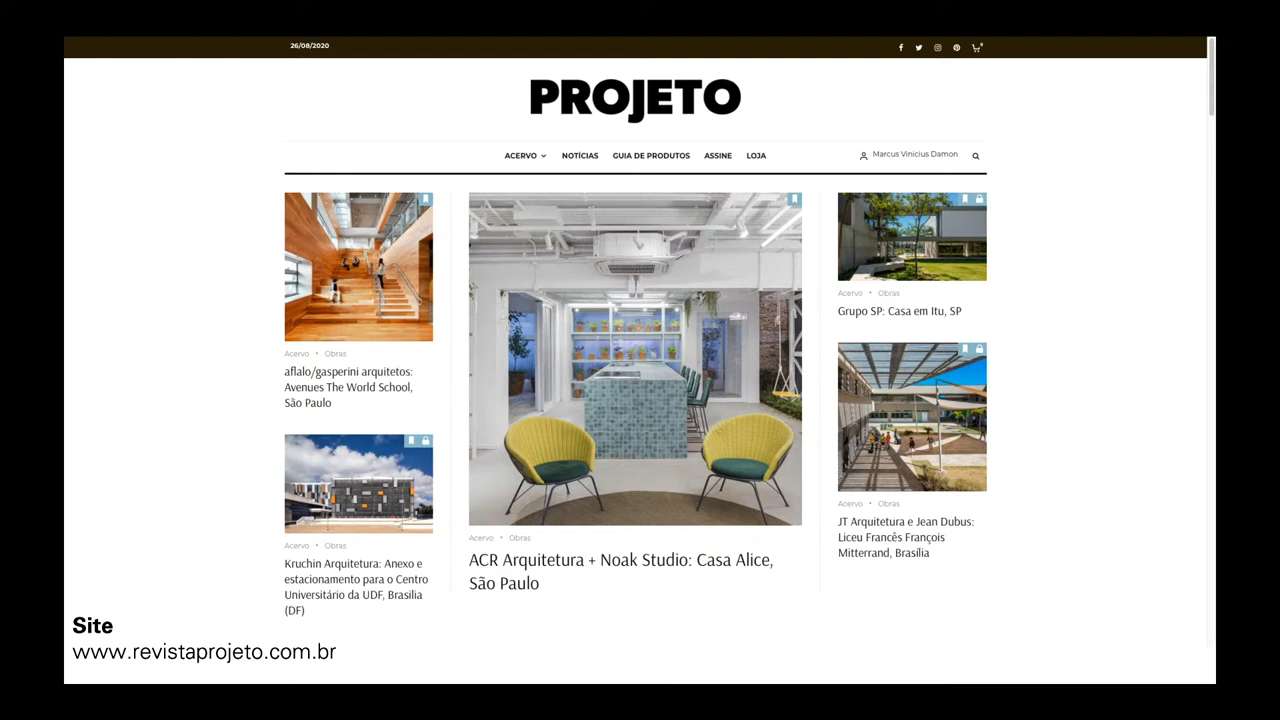 26/08/2020
0
PROJETO
ACERVO NOTÍCIAS GUIA DE PRODUTOS ASSINE LOJA
Marcus Vinicius Damon
Acervo • Obras
aflalo/gasperini arquitetos:
Avenues The World School,
São Paulo
Acervo • Obras
Kruchin Arquitetura: Anexo e
estacionamento para o Centro
Universitário da UDF, Brasilia
(DF)
Acervo • Obras
ACR Arquitetura + Noak Studio: Casa Alice,
São Paulo
Acervo • Obras
Grupo SP: Casa em Itu, SP
Acervo • Obras
JT Arquitetura e Jean Dubus:
Liceu Francês François
Mitterrand, Brasília
Site
www.revistaprojeto.com.br